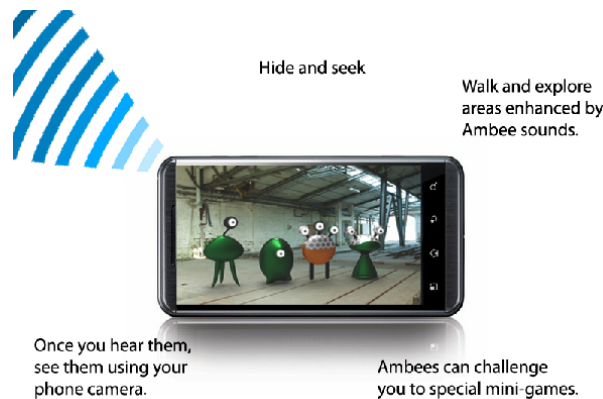 Hide and seek
Walk and explore
areas enhanced by
Ambee sounds.
Once you hear them,
see them using your
phone camera.
Ambees can challenge
you to special mini-games.